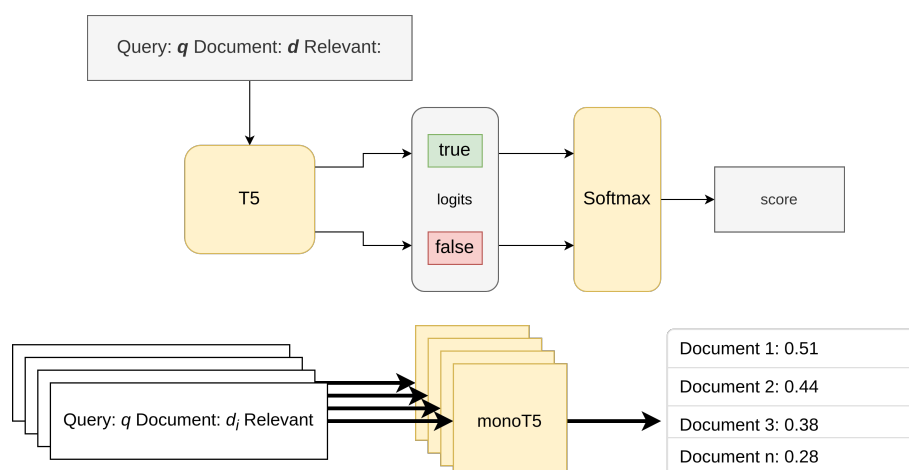 Query: q Document: d Relevant:
T5
true
logits
false
Softmax
score
Query: q Document: di Relevant
monoT5
Document 1: 0.51
Document 2: 0.44
Document 3: 0.38
Document n: 0.28